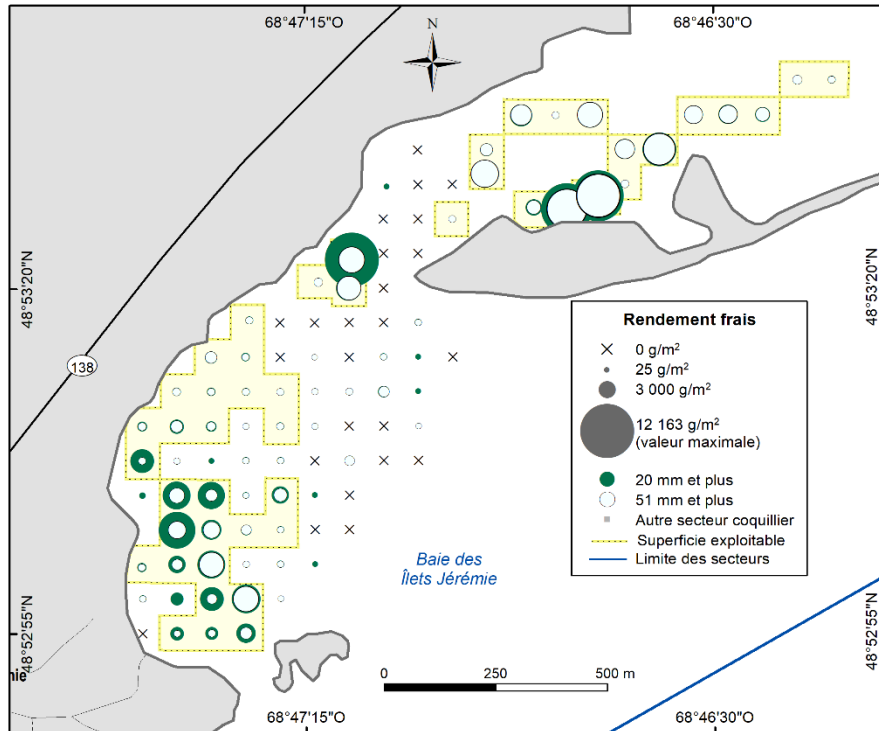 68°47'15"O 68°46'30"O
N
48°53'20"N
48°53'20"N
138
Rendement frais
0 g/m²
25 g/m²
3 000 g/m²
12 163 g/m²
(valeur maximale)
20 mm et plus
51 mm et plus
Autre secteur coquillier
Superficie exploitable
Limite des secteurs
Baie des
Îlets Jérémie
48°52'55"N
48°52'55"N
nie
0 250 500 m
68°47'15"O 68°46'30"O